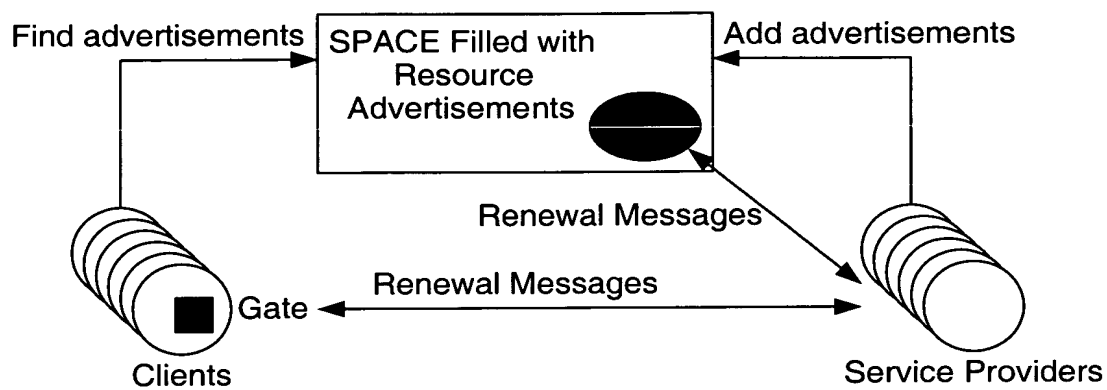 Find advertisements
SPACE Filled with
Resource
Advertisements
Add advertisements
Renewal Messages
Renewal Messages
Gate
Clients
Service Providers